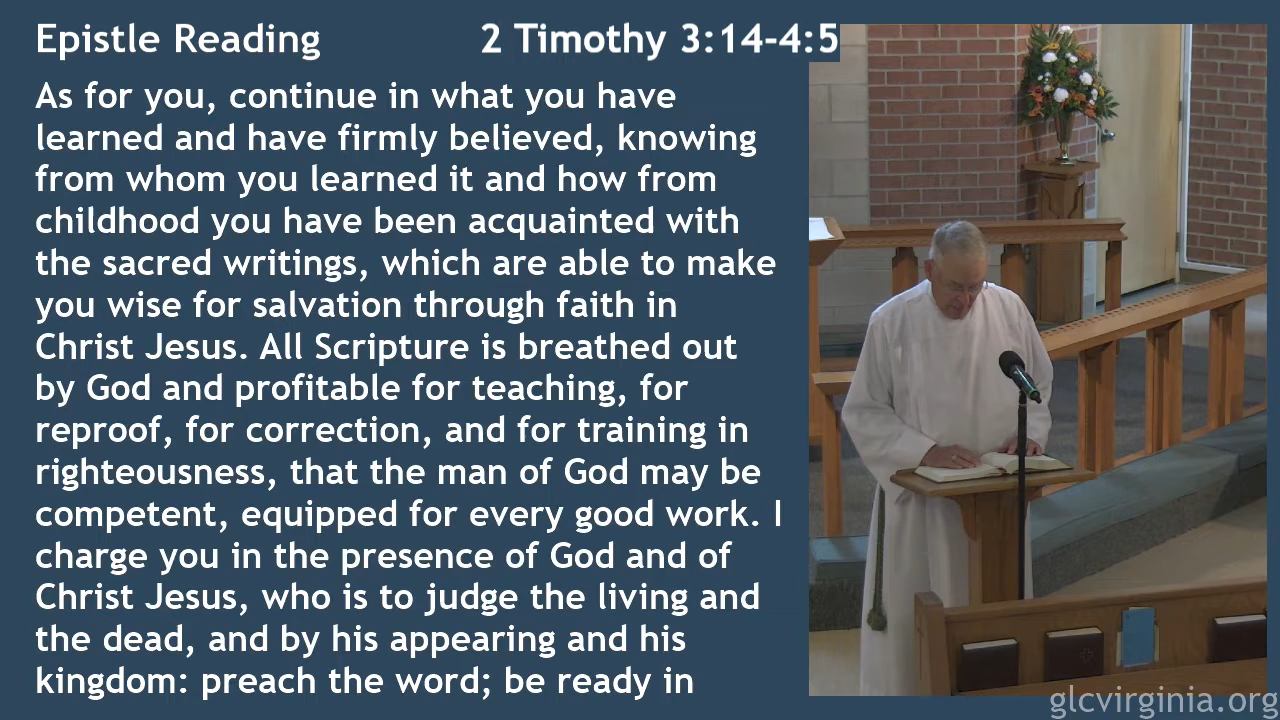 Epistle Reading 2 Timothy 3:14-4:5
As for you, continue in what you have
learned and have firmly believed, knowing
from whom you learned it and how from
childhood you have been acquainted with
the sacred writings, which are able to make
you wise for salvation through faith in
Christ Jesus. All Scripture is breathed out
by God and profitable for teaching, for
reproof, for correction, and for training in
righteousness, that the man of God may be
competent, equipped for every good work. I
charge you in the presence of God and of
Christ Jesus, who is to judge the living and
the dead, and by his appearing and his
kingdom: preach the word; be ready in
glcvirginia.org